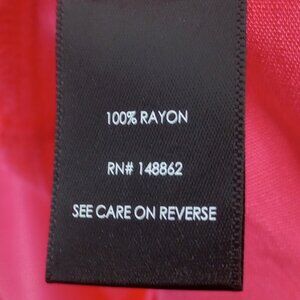 100% RAYON
RN# 148862
SEE CARE ON REVERSE